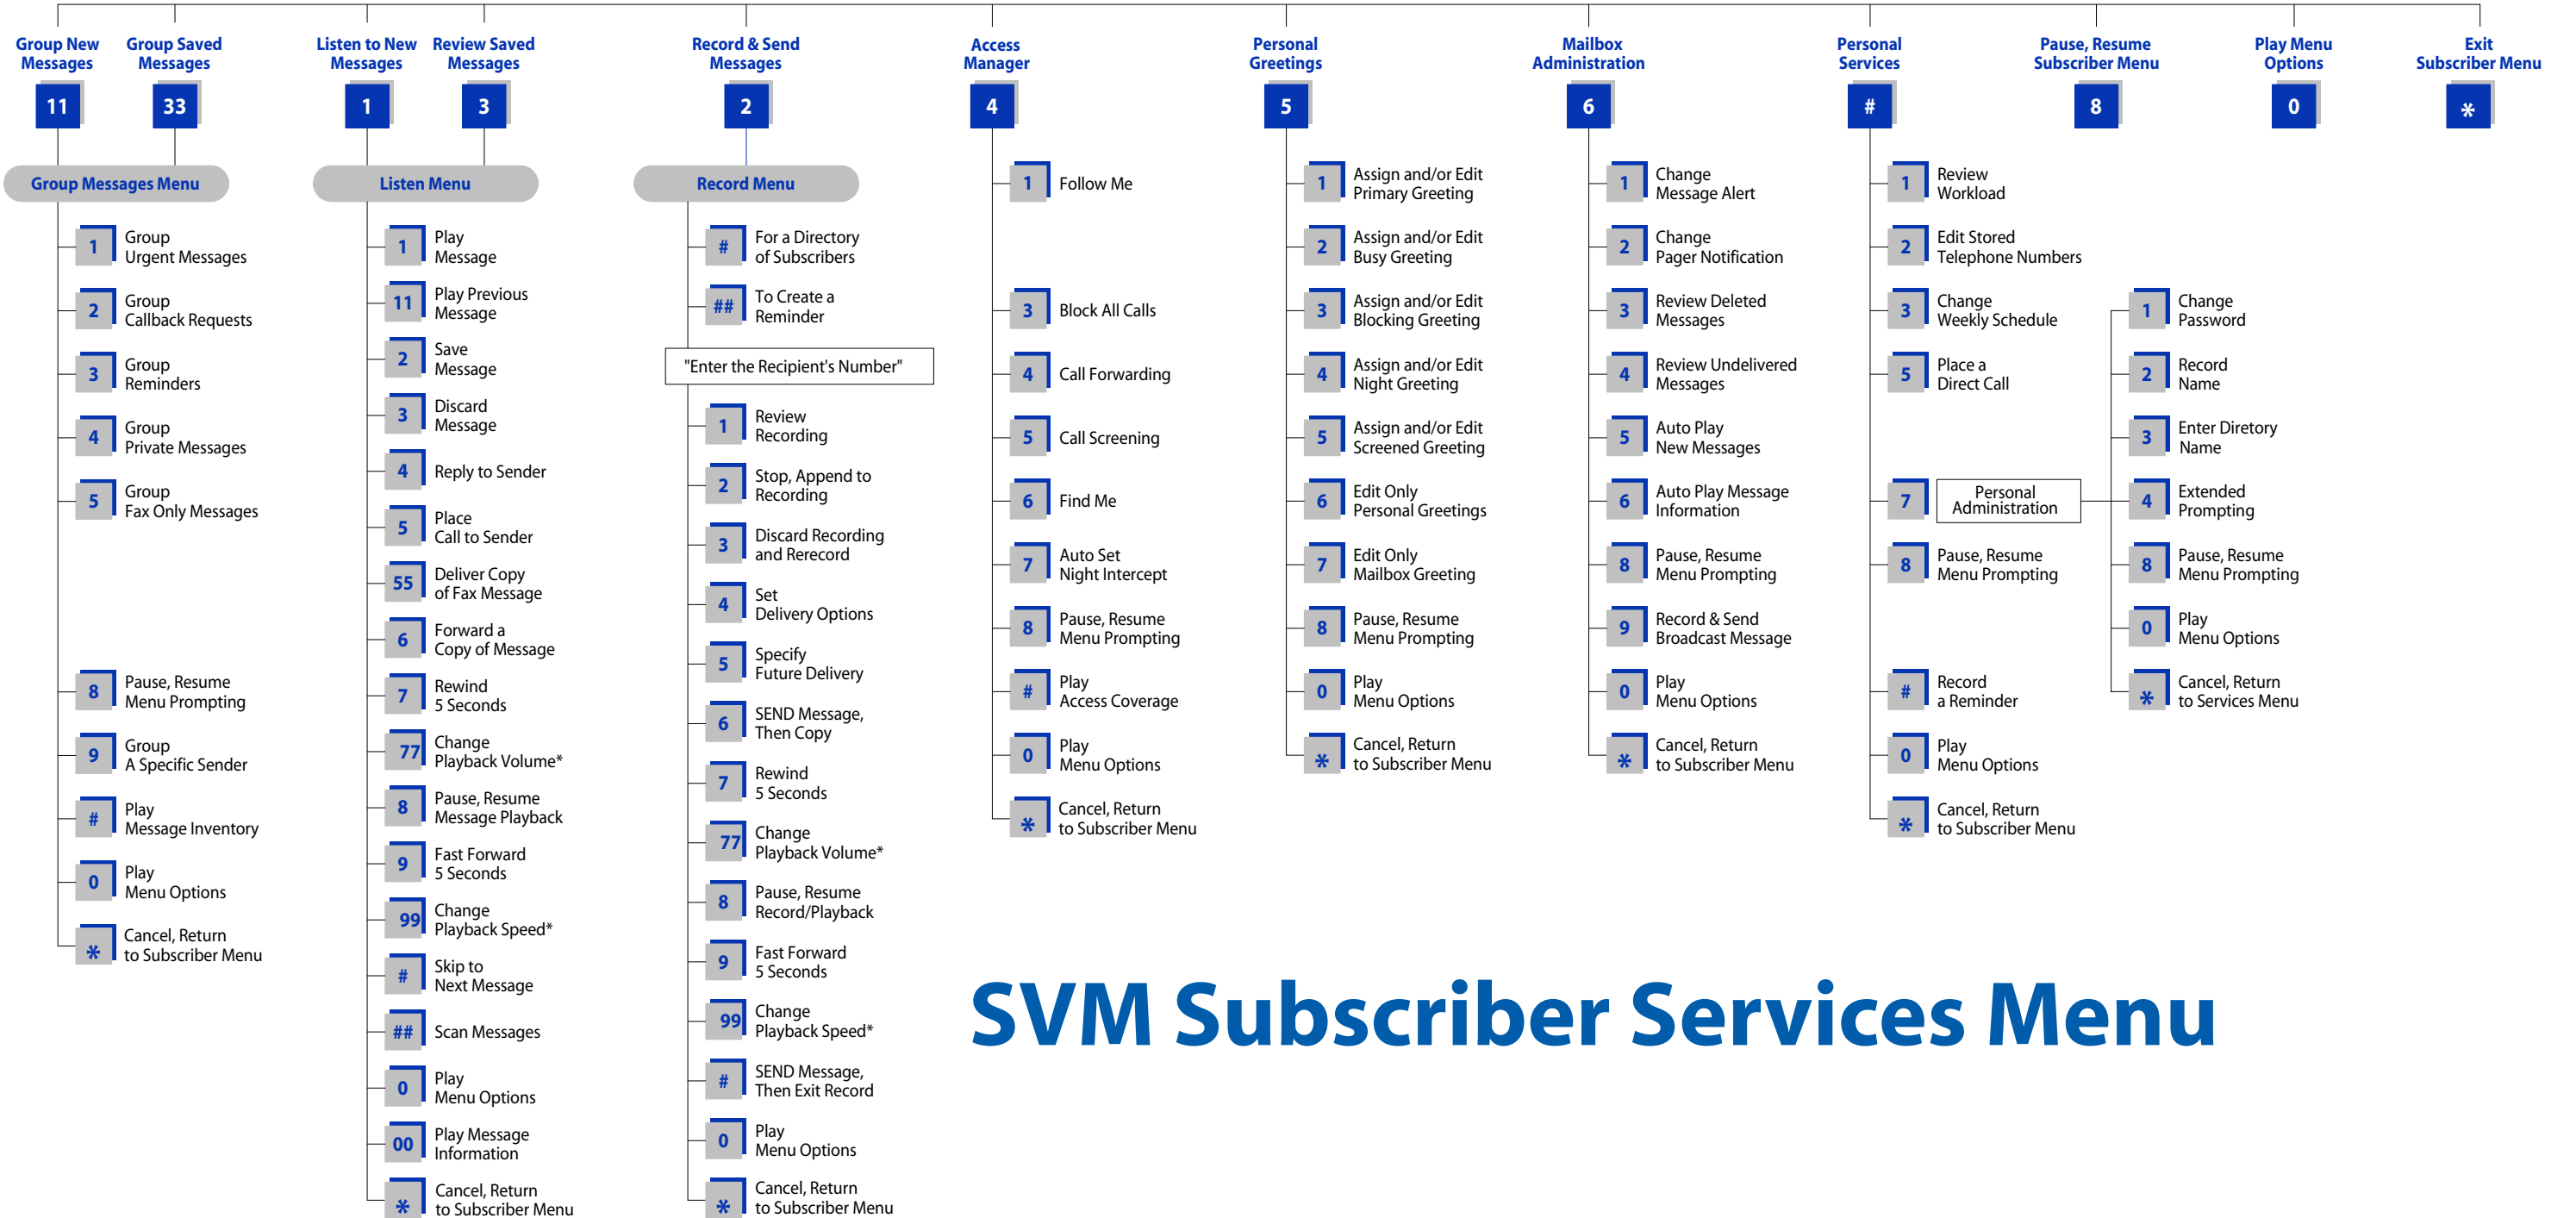 Group New
Messages
11
Group Saved
Messages
33
Group Messages Menu
1
Group
Urgent Messages
2
Group
Callback Requests
3
Group
Reminders
4
Group
Private Messages
5
Group
Fax Only Messages
8
Pause, Resume
Menu Prompting
9
Group
A Specific Sender
#
Play
Message Inventory
0
Play
Menu Options
*
Cancel, Return
to Subscriber Menu
Listen to New
Messages
1
Review Saved
Messages
3
Listen Menu
1
Play
Message
11
Play Previous
Message
2
Save
Message
3
Discard
Message
4
Reply to Sender
5
Place
Call to Sender
55
Deliver Copy
of Fax Message
6
Forward a
Copy of Message
7
Rewind
5 Seconds
77
Change
Playback Volume*
8
Pause, Resume
Message Playback
9
Fast Forward
5 Seconds
99
Change
Playback Speed*
#
Skip to
Next Message
##
Scan Messages
0
Play
Menu Options
00
Play Message
Information
*
Cancel, Return
to Subscriber Menu
Record & Send
Messages
2
Record Menu
#
For a Directory
of Subscribers
##
To Create a
Reminder
"Enter the Recipient's Number"
1
Review
Recording
2
Stop, Append to
Recording
3
Discard Recording
and Rerecord
4
Set
Delivery Options
5
Specify
Future Delivery
6
SEND Message,
Then Copy
7
Rewind
5 Seconds
77
Change
Playback Volume*
8
Pause, Resume
Record/Playback
9
Fast Forward
5 Seconds
99
Change
Playback Speed*
#
SEND Message,
Then Exit Record
0
Play
Menu Options
*
Cancel, Return
to Subscriber Menu
Access
Manager
4
1
Follow Me
3
Block All Calls
4
Call Forwarding
5
Call Screening
6
Find Me
7
Auto Set
Night Intercept
8
Pause, Resume
Menu Prompting
#
Play
Access Coverage
0
Play
Menu Options
*
Cancel, Return
to Subscriber Menu
Personal
Greetings
5
1
Assign and/or Edit
Primary Greeting
2
Assign and/or Edit
Busy Greeting
3
Assign and/or Edit
Blocking Greeting
4
Assign and/or Edit
Night Greeting
5
Assign and/or Edit
Screened Greeting
6
Edit Only
Personal Greetings
7
Edit Only
Mailbox Greeting
8
Pause, Resume
Menu Prompting
0
Play
Menu Options
*
Cancel, Return
to Subscriber Menu
Mailbox
Administration
6
1
Change
Message Alert
2
Change
Pager Notification
3
Review Deleted
Messages
4
Review Undelivered
Messages
5
Auto Play
New Messages
6
Auto Play Message
Information
8
Pause, Resume
Menu Prompting
9
Record & Send
Broadcast Message
0
Play
Menu Options
*
Cancel, Return
to Subscriber Menu
Personal
Services
#
1
Review
Workload
2
Edit Stored
Telephone Numbers
3
Change
Weekly Schedule
5
Place a
Direct Call
7
Personal
Administration
8
Pause, Resume
Menu Prompting
#
Record
a Reminder
0
Play
Menu Options
*
Cancel, Return
to Subscriber Menu
1
Change
Password
2
Record
Name
3
Enter Diretory
Name
4
Extended
Prompting
8
Pause, Resume
Menu Prompting
0
Play
Menu Options
*
Cancel, Return
to Services Menu
Pause, Resume
Subscriber Menu
8
Play Menu
Options
0
Exit
Subscriber Menu
*
SVM Subscriber Services Menu